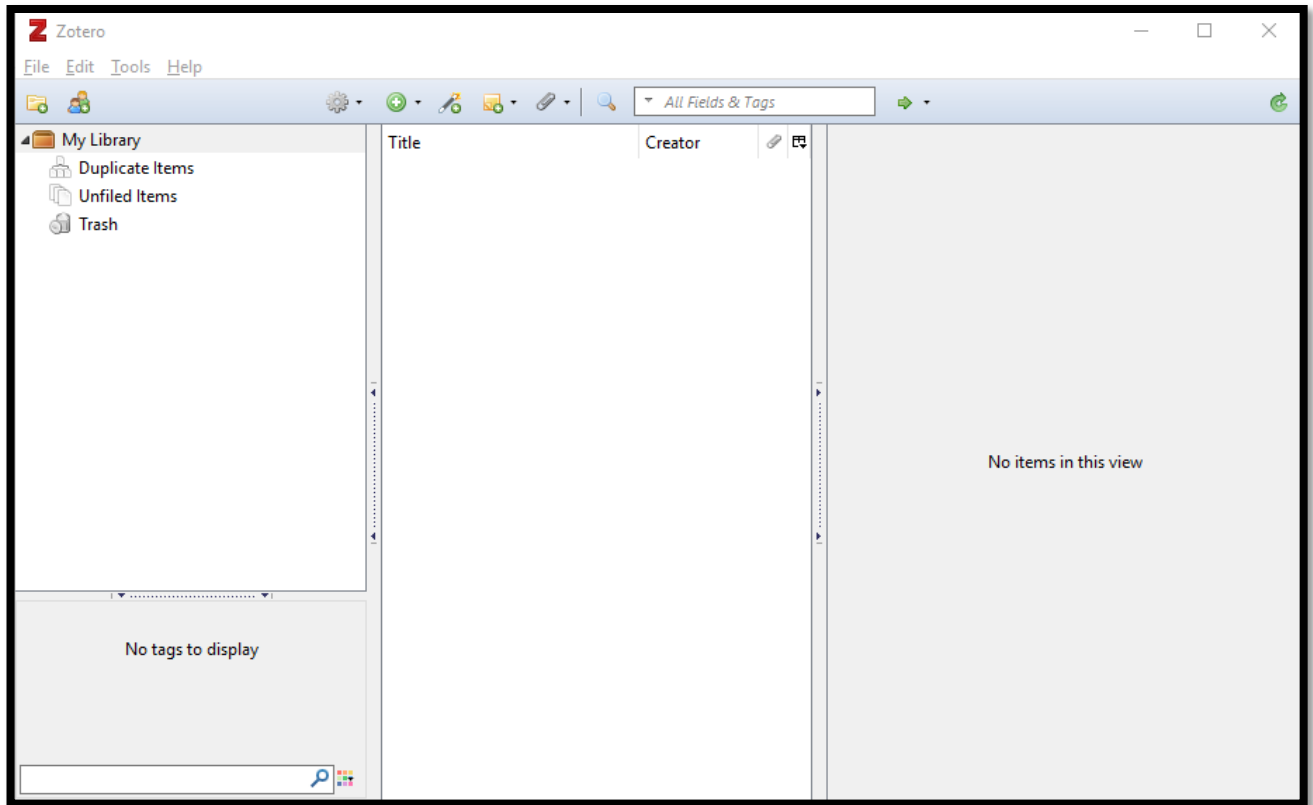 Z Zotero
File Edit Tools Help
All Fields & Tags
My Library
Duplicate Items
Unfiled Items
Trash
Title Creator
No items in this view
No tags to display